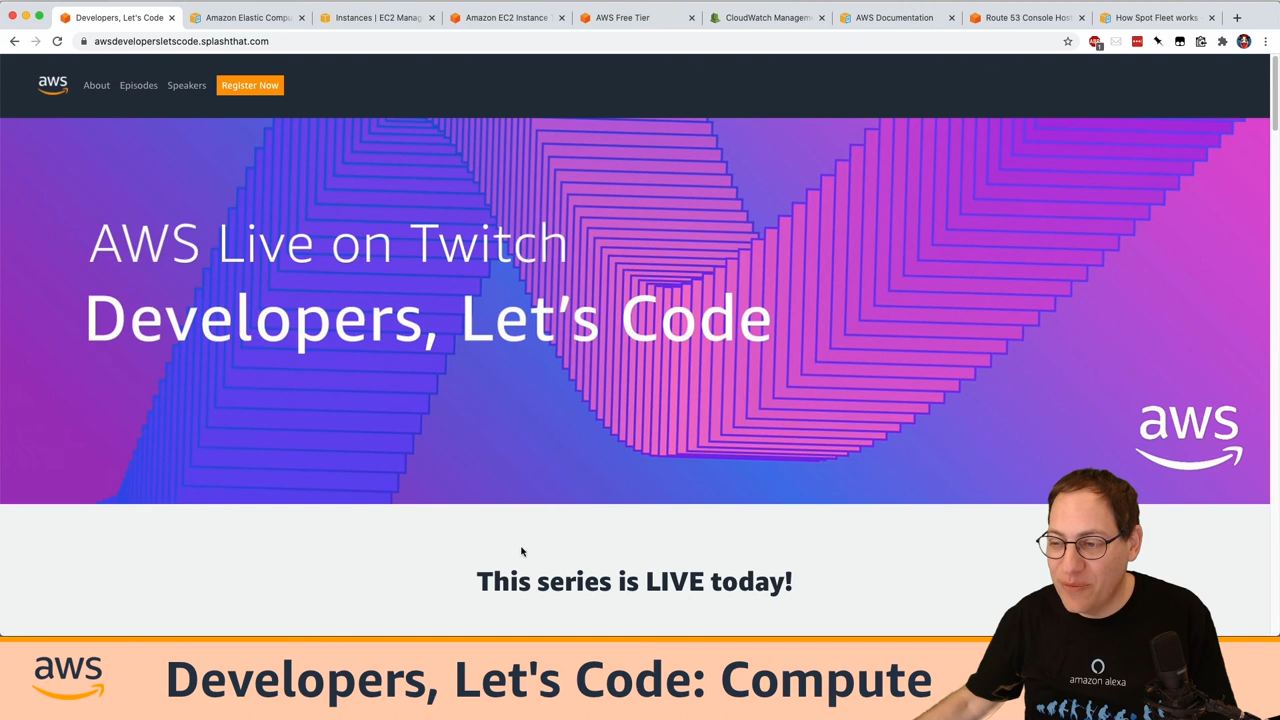 Developers, Let's Code
Amazon Elastic Compu
Instances | EC2 Manag
Amazon EC2 Instance T
AWS Free Tier
CloudWatch Managem
AWS Documentation
Route 53 Console Host
How Spot Fleet works -
awsdevelopersletscode.splashthat.com
1
aws
About
Episodes
Speakers
Register Now
AWS Live on Twitch
Developers, Let's Code
aws
This series is LIVE today!
aws
Developers, Let's Code: Compute
amazon alexa